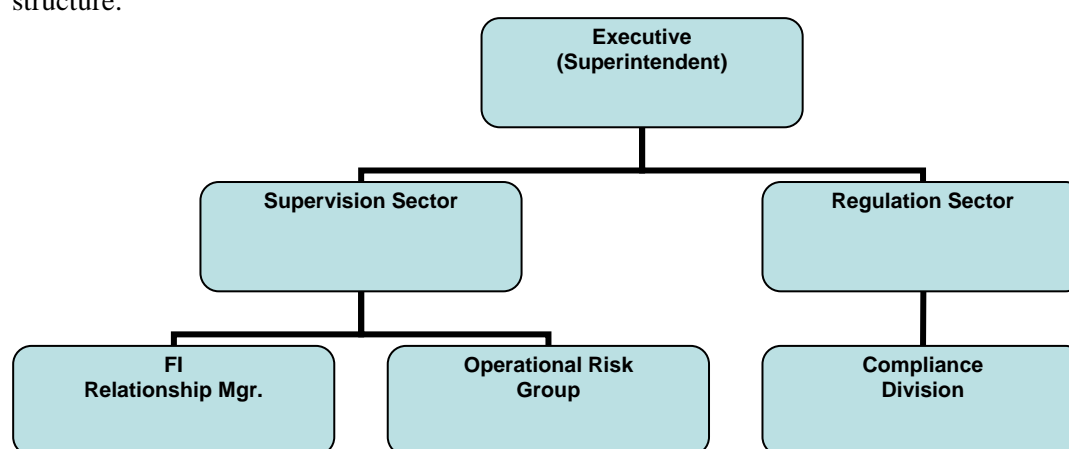 structure.
Executive
(Superintendent)
Supervision Sector
Regulation Sector
FI
Relationship Mgr.
Operational Risk
Group
Compliance
Division